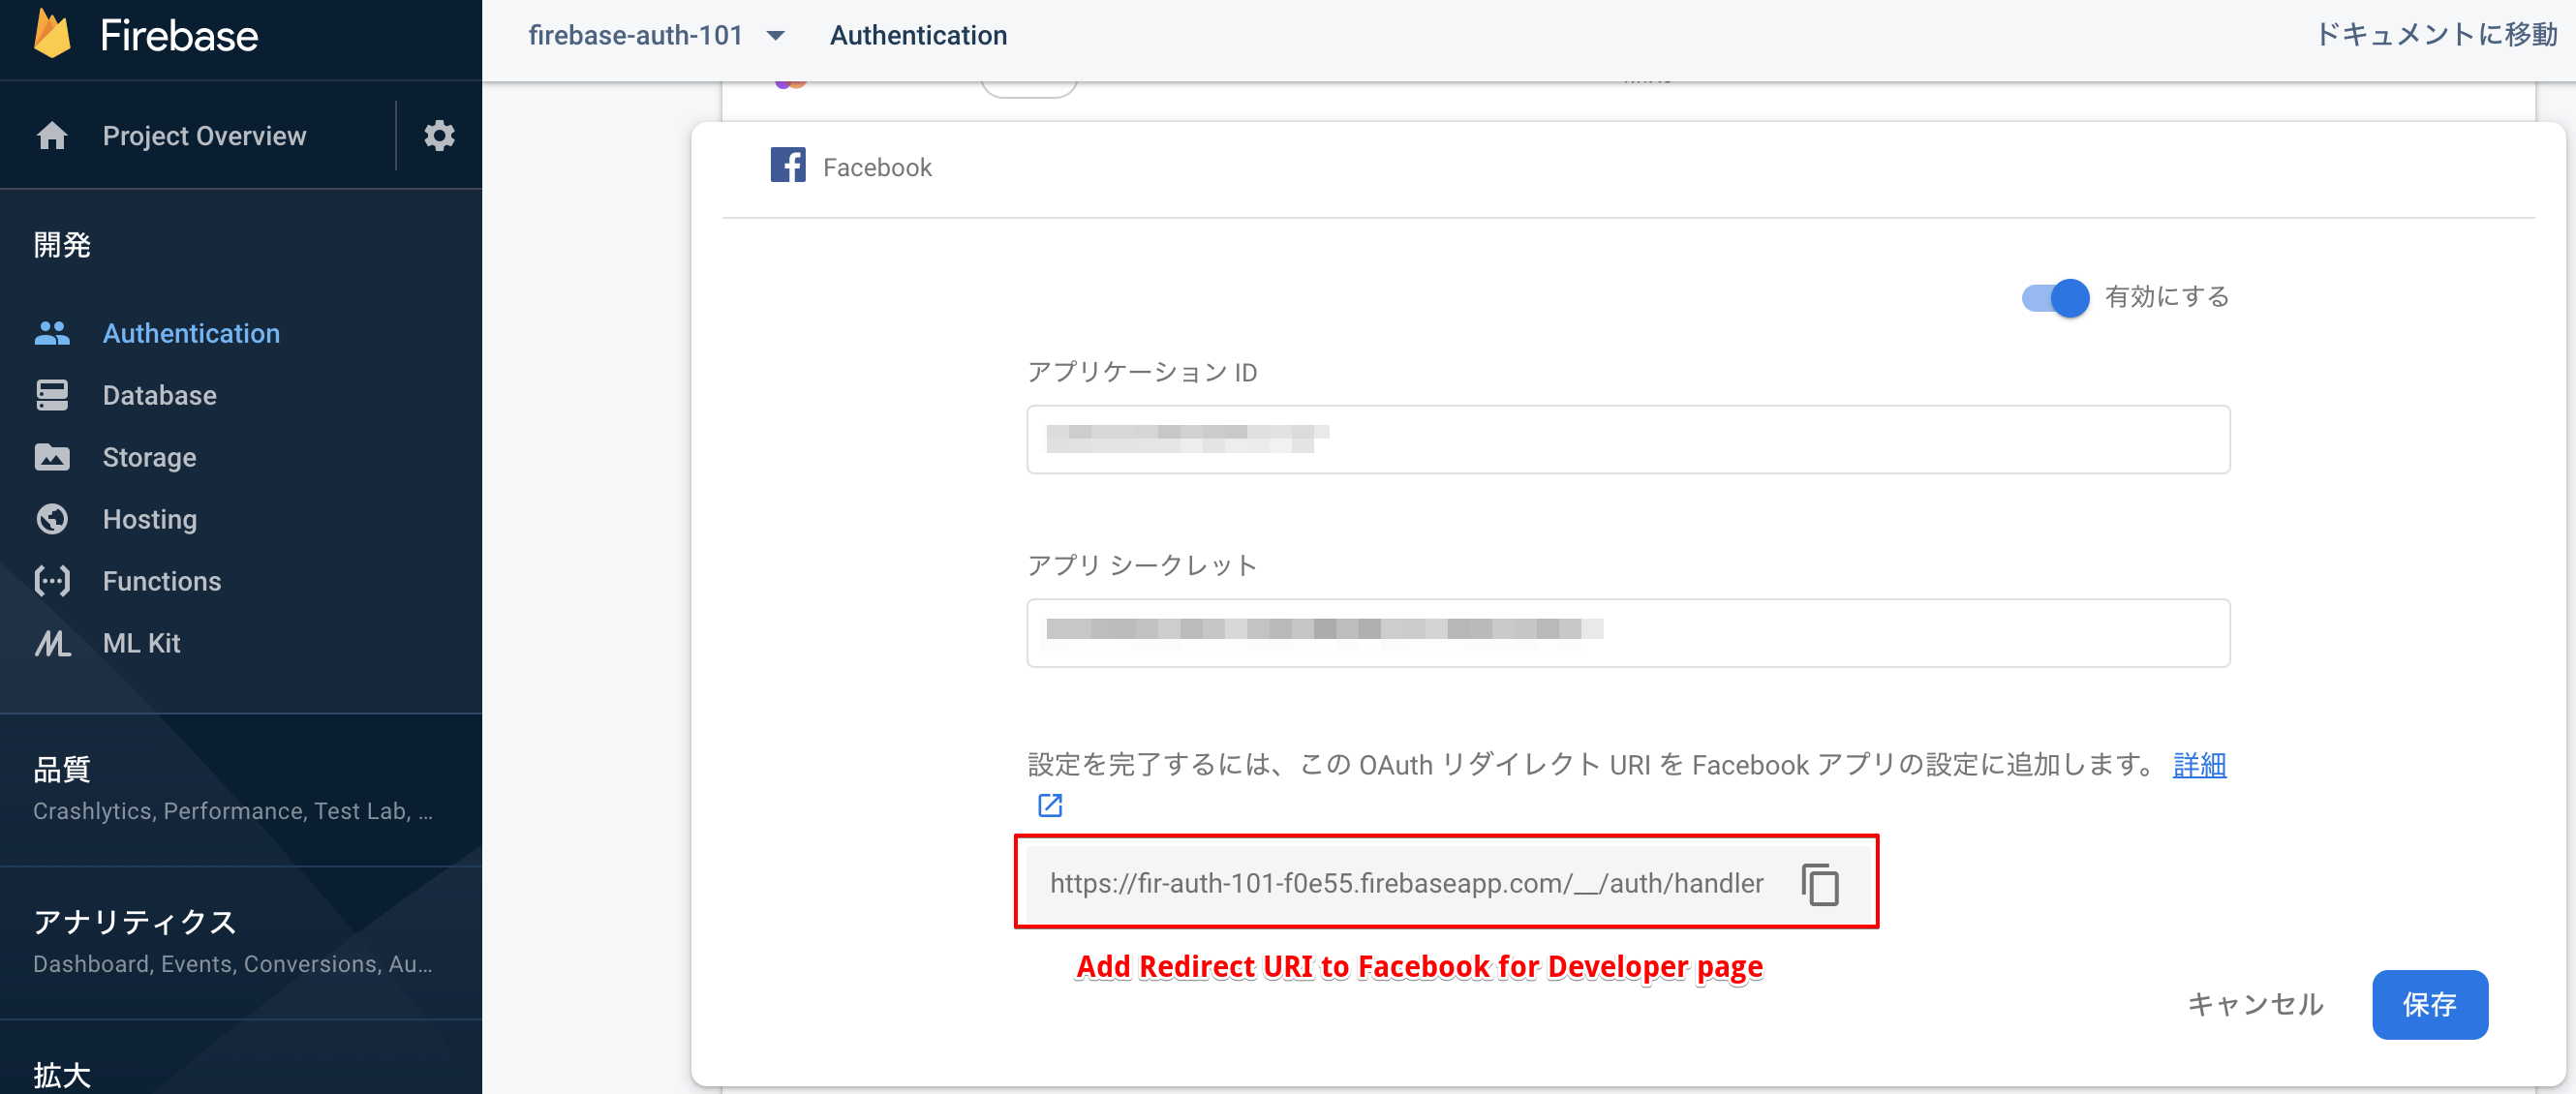 Firebase
firebase-auth-101
Authentication
ドキュメントに移動
Project Overview
開発
Authentication
Database
Storage
Hosting
Functions
ML Kit
品質
Crashlytics, Performance, Test Lab, ...
アナリティクス
Dashboard, Events, Conversions, Au...
拡大
Facebook
有効にする
アプリケーション ID
アプリ シークレット
設定を完了するには、この OAuth リダイレクト URI を Facebook アプリの設定に追加します。 詳細
https://fir-auth-101-f0e55.firebaseapp.com/__/auth/handler
Add Redirect URI to Facebook for Developer page
キャンセル
保存